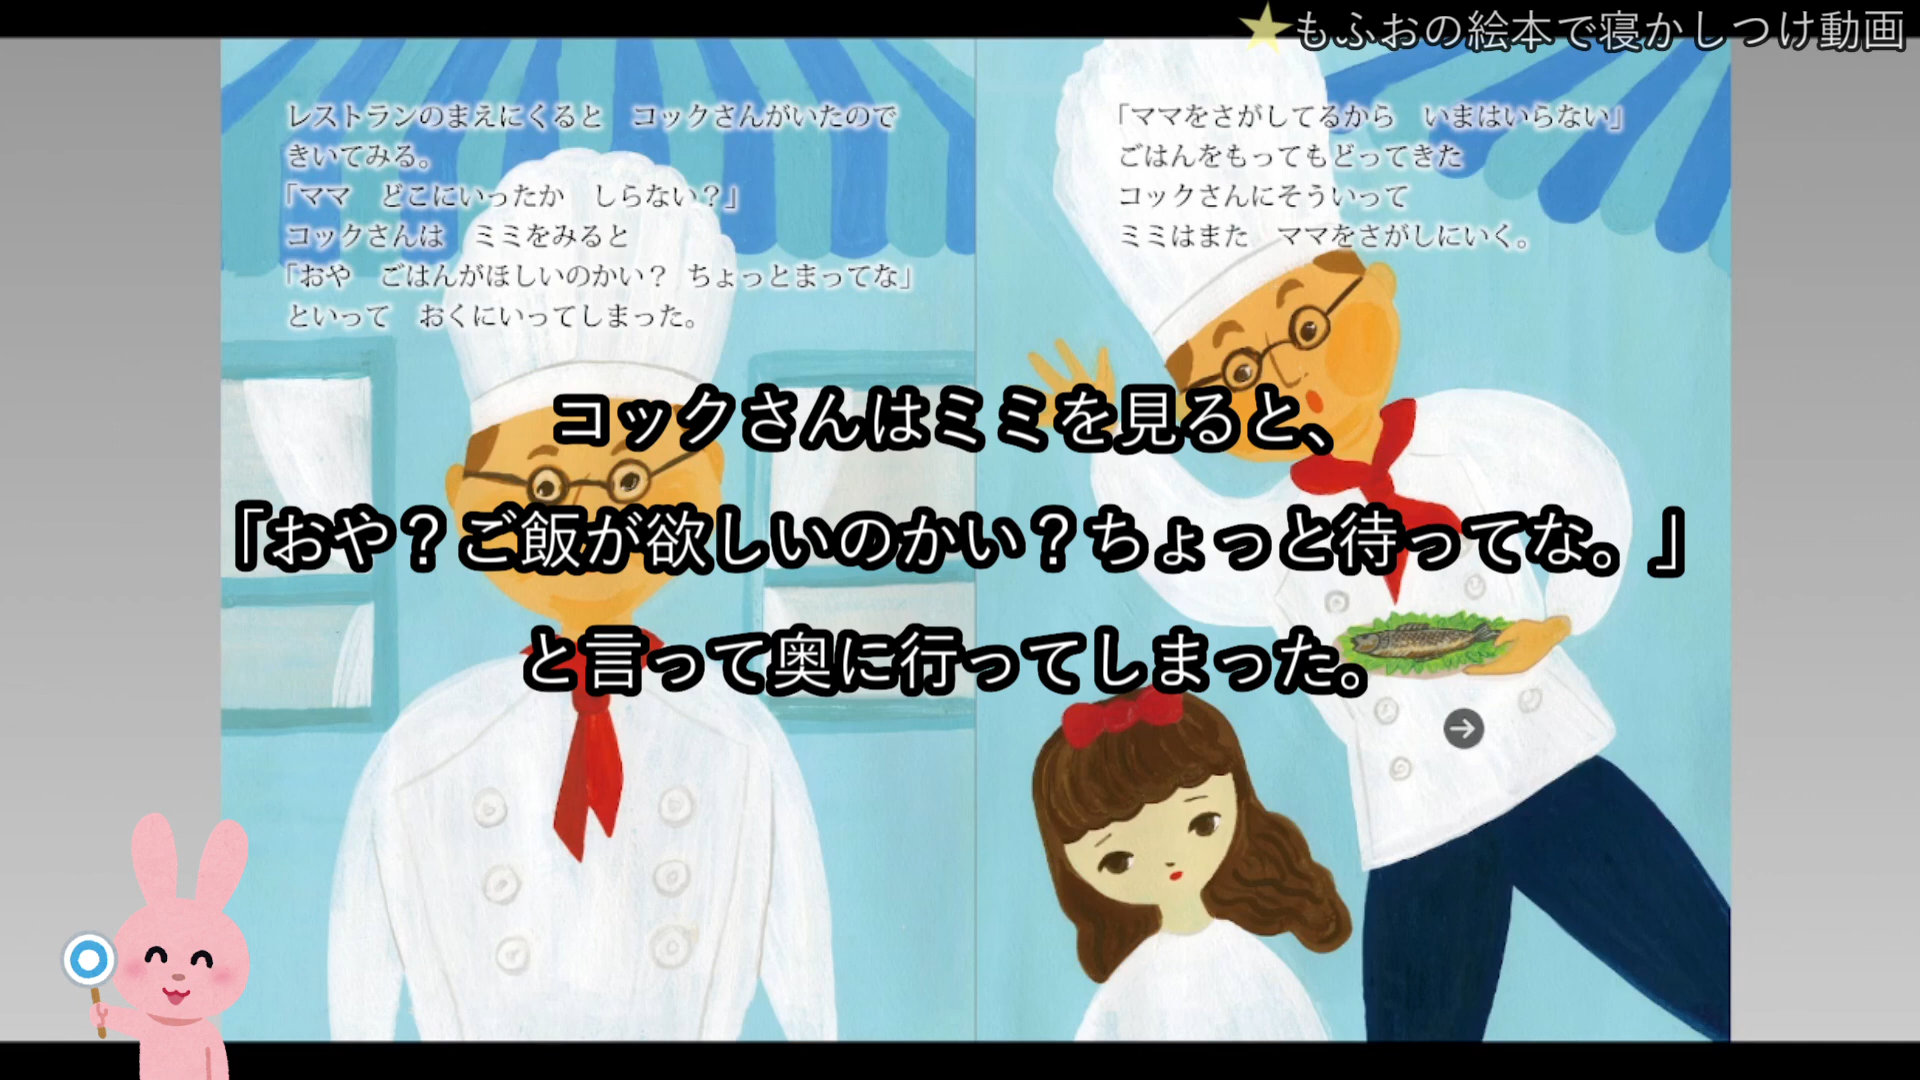 ★もふおの絵本で寝かしつけ動画
レストランのまえにくると　コックさんがいたので
きいてみる。
「ママ　どこにいったか　しらない？」
コックさんは　ミミをみると
「おや　ごはんがほしいのかい？　ちょっとまってな」
といって　おくにいってしまった。
「ママをさがしてるから　いまはいらない」
ごはんをもってもどってきた
コックさんにそういって
ミミはまた　ママをさがしにいく。
コックさんはミミを見ると、
「おや？ご飯が欲しいのかい？ちょっと待ってな。」
と言って奥に行ってしまった。